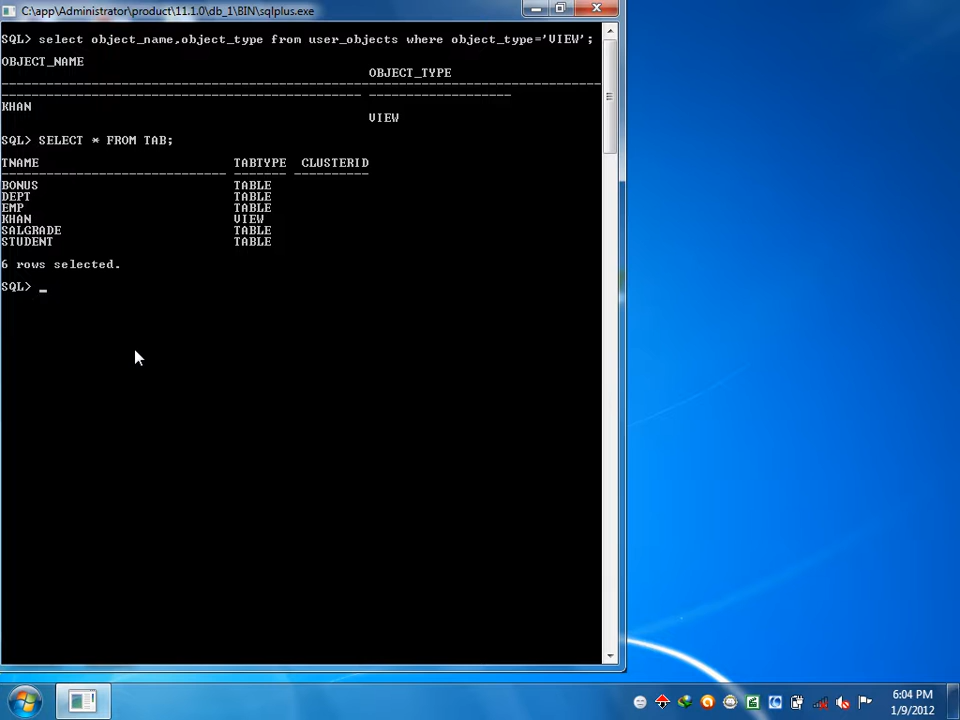 C:\app\Administrator\product\11.1.0\db_1\BIN\sqlplus.exe
SQL> select object_name,object_type from user_objects where object_type='VIEW';
OBJECT_NAME
OBJECT_TYPE
--------------------------------------------------------------------------------
------------------------------------------------ -------------------
KHAN
VIEW
SQL> SELECT * FROM TAB;
TNAME                          TABTYPE  CLUSTERID
------------------------------ ------- ----------
BONUS                          TABLE
DEPT                           TABLE
EMP                            TABLE
KHAN                           VIEW
SALGRADE                       TABLE
STUDENT                        TABLE
6 rows selected.
SQL> _
6:04 PM
1/9/2012